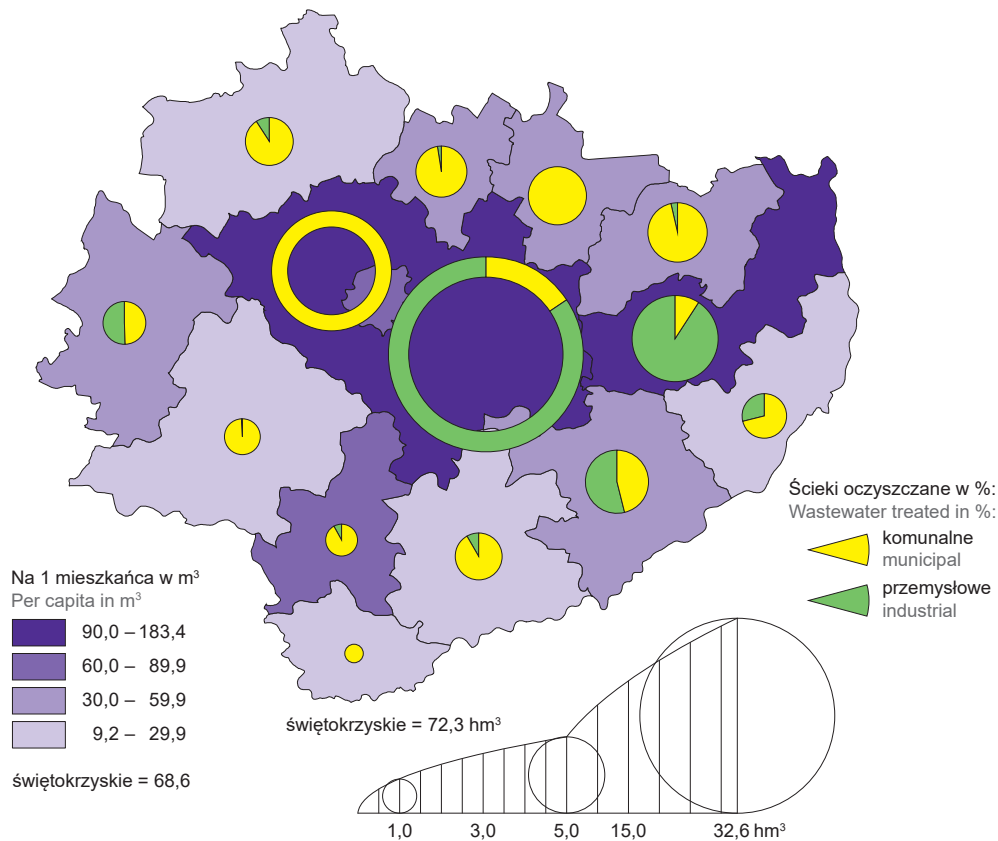 Ścieki oczyszczane w %:
Wastewater treated in %:
komunalne
municipal
przemysłowe
industrial
Na 1 mieszkańca w m³
Per capita in m³
90,0 – 183,4
60,0 – 89,9
30,0 – 59,9
9,2 – 29,9
świętokrzyskie = 68,6
świętokrzyskie = 72,3 hm³
1,0 3,0 5,0 15,0 32,6 hm³